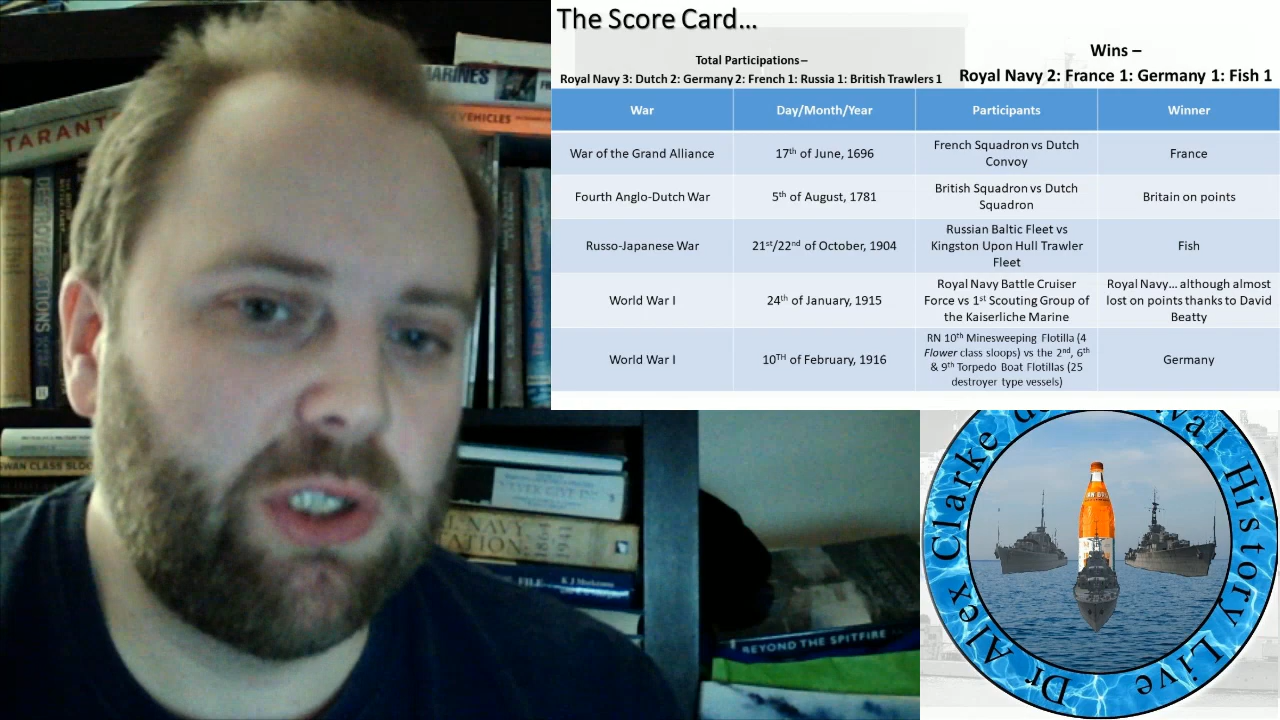 The Score Card…
Total Participations –
Royal Navy 3: Dutch 2: Germany 2: French 1: Russia 1: British Trawlers 1
Wins –
Royal Navy 2: France 1: Germany 1: Fish 1
War
Day/Month/Year
Participants
Winner
War of the Grand Alliance
17th of June, 1696
French Squadron vs Dutch
Convoy
France
Fourth Anglo-Dutch War
5th of August, 1781
British Squadron vs Dutch
Squadron
Britain on points
Russo-Japanese War
21st/22nd of October, 1904
Russian Baltic Fleet vs
Kingston Upon Hull Trawler
Fleet
Fish
World War I
24th of January, 1915
Royal Navy Battle Cruiser
Force vs 1st Scouting Group of
the Kaiserliche Marine
Royal Navy… although almost
lost on points thanks to David
Beatty
World War I
10TH of February, 1916
RN 10th Minesweeping Flotilla (4
Flower class sloops) vs the 2nd, 6th
& 9th Torpedo Boat Flotillas (25
destroyer type vessels)
Germany
TARANT
MARINES
VEHICLES
NEVER GIVE IN
NAVY
FILE
BEYOND THE SPITFIRE
Dr Alex Clarke
val History Live